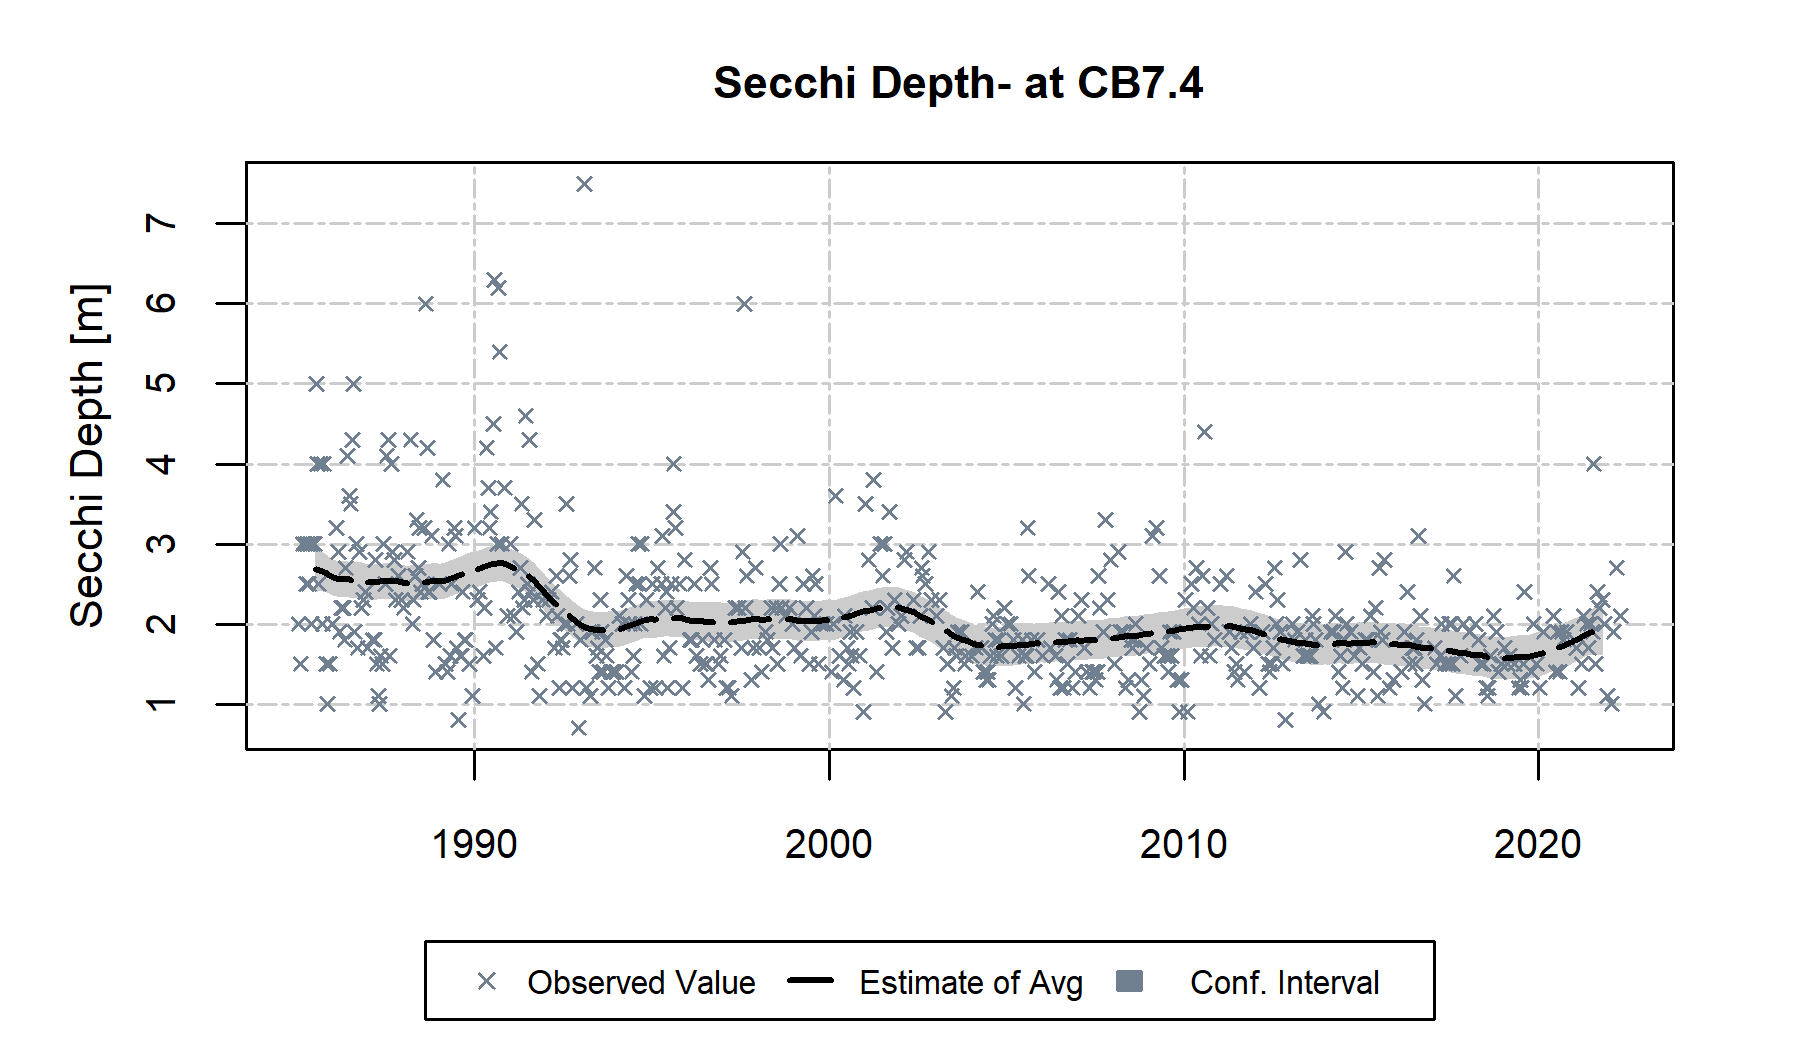 Secchi Depth- at CB7.4
Secchi Depth [m]
7
6
5
4
3
2
1
1990 2000 2010 2020
Observed Value Estimate of Avg Conf. Interval